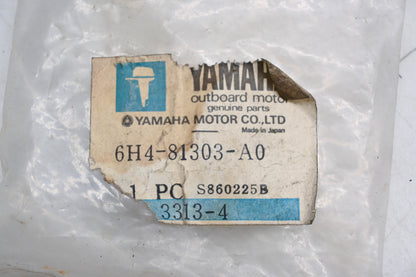 YAMAHA
outboard motor
genuine parts
YAMAHA MOTOR CO., LTD
Made in Japan
6H4-81303-A0
1 PC S860225B
3313-4